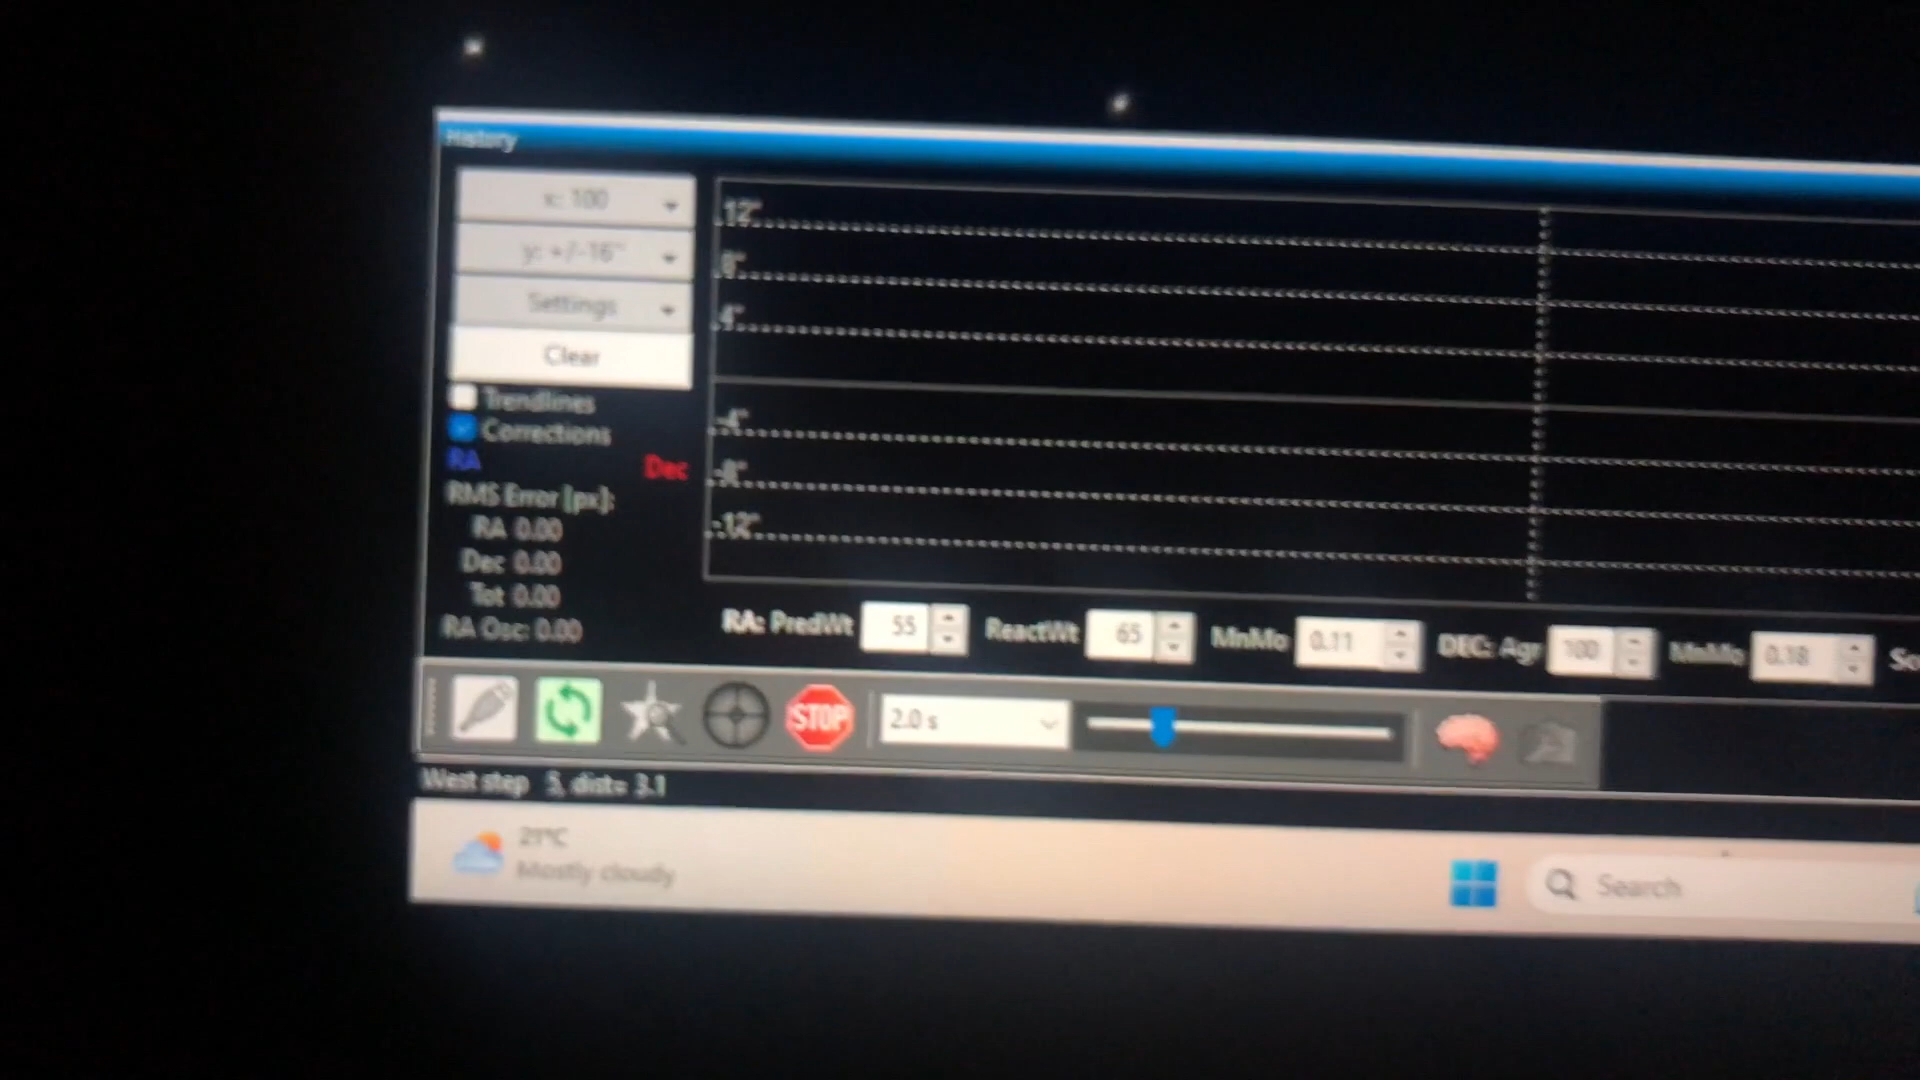 History
x: 100
y: +/-16"
Settings
Clear
Trendlines
Corrections
RA Dec
RMS Error [px]:
RA 0.00
Dec 0.00
Tot 0.00
RA Osc: 0.00
12"
8"
4"
-4"
-8"
-12"
RA: PredWt 55 ReactWt 65 MnMo 0.11 DEC: Agr 100 MnMo 0.18
STOP 2.0 s
West step 5, dist= 3.1
21°C
Mostly cloudy
Search